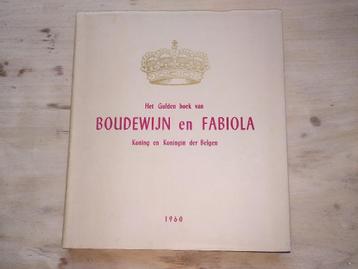 Het Gulden boek van
BOUDEWIJN en FABIOLA
Koning en Koningin der Belgen
1960